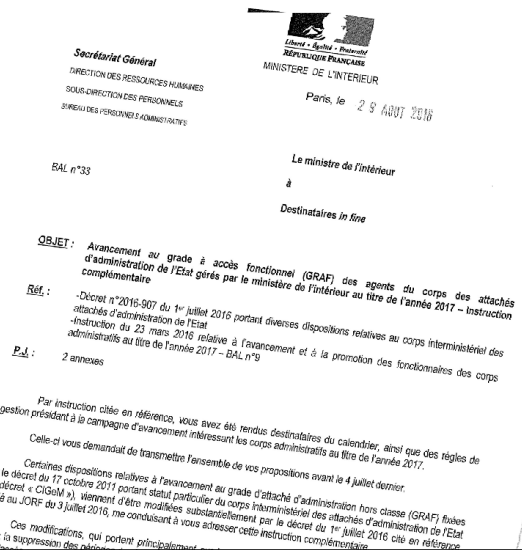 Liberté • Égalité • Fraternité
RÉPUBLIQUE FRANÇAISE
MINISTERE DE L'INTERIEUR
Secrétariat Général
DIRECTION DES RESSOURCES HUMAINES
SOUS-DIRECTION DES PERSONNELS
BUREAU DES PERSONNELS ADMINISTRATIFS
Paris, le 29 AOUT 2016
BAL n°33
Le ministre de l'intérieur
à
Destinataires in fine
OBJET : Avancement au grade à accès fonctionnel (GRAF) des agents du corps des attachés
d'administration de l'Etat gérés par le ministère de l'intérieur au titre de l'année 2017 – Instruction
complémentaire
Réf. : -Décret n°2016-907 du 1er juillet 2016 portant diverses dispositions relatives au corps interministériel des
attachés d'administration de l'Etat
-Instruction du 23 mars 2016 relative à l'avancement et à la promotion des fonctionnaires des corps
administratifs au titre de l'année 2017 – BAL n°9
P.J. : 2 annexes
Par instruction citée en référence, vous avez été rendus destinataires du calendrier, ainsi que des règles de
gestion présidant à la campagne d'avancement intéressant les corps administratifs au titre de l'année 2017.
Celle-ci vous demandait de transmettre l'ensemble de vos propositions avant le 4 juillet dernier.
Certaines dispositions relatives à l'avancement au grade d'attaché d'administration hors classe (GRAF) fixées
le décret du 17 octobre 2011 portant statut particulier du corps interministériel des attachés d'administration de l'Etat
décret « CIGeM »), viennent d'être modifiées substantiellement par le décret du 1er juillet 2016 cité en référence
é au JORF du 3 juillet 2016, me conduisant à vous adresser cette instruction complémentaire.
Ces modifications, qui portent principalement
la suppression des